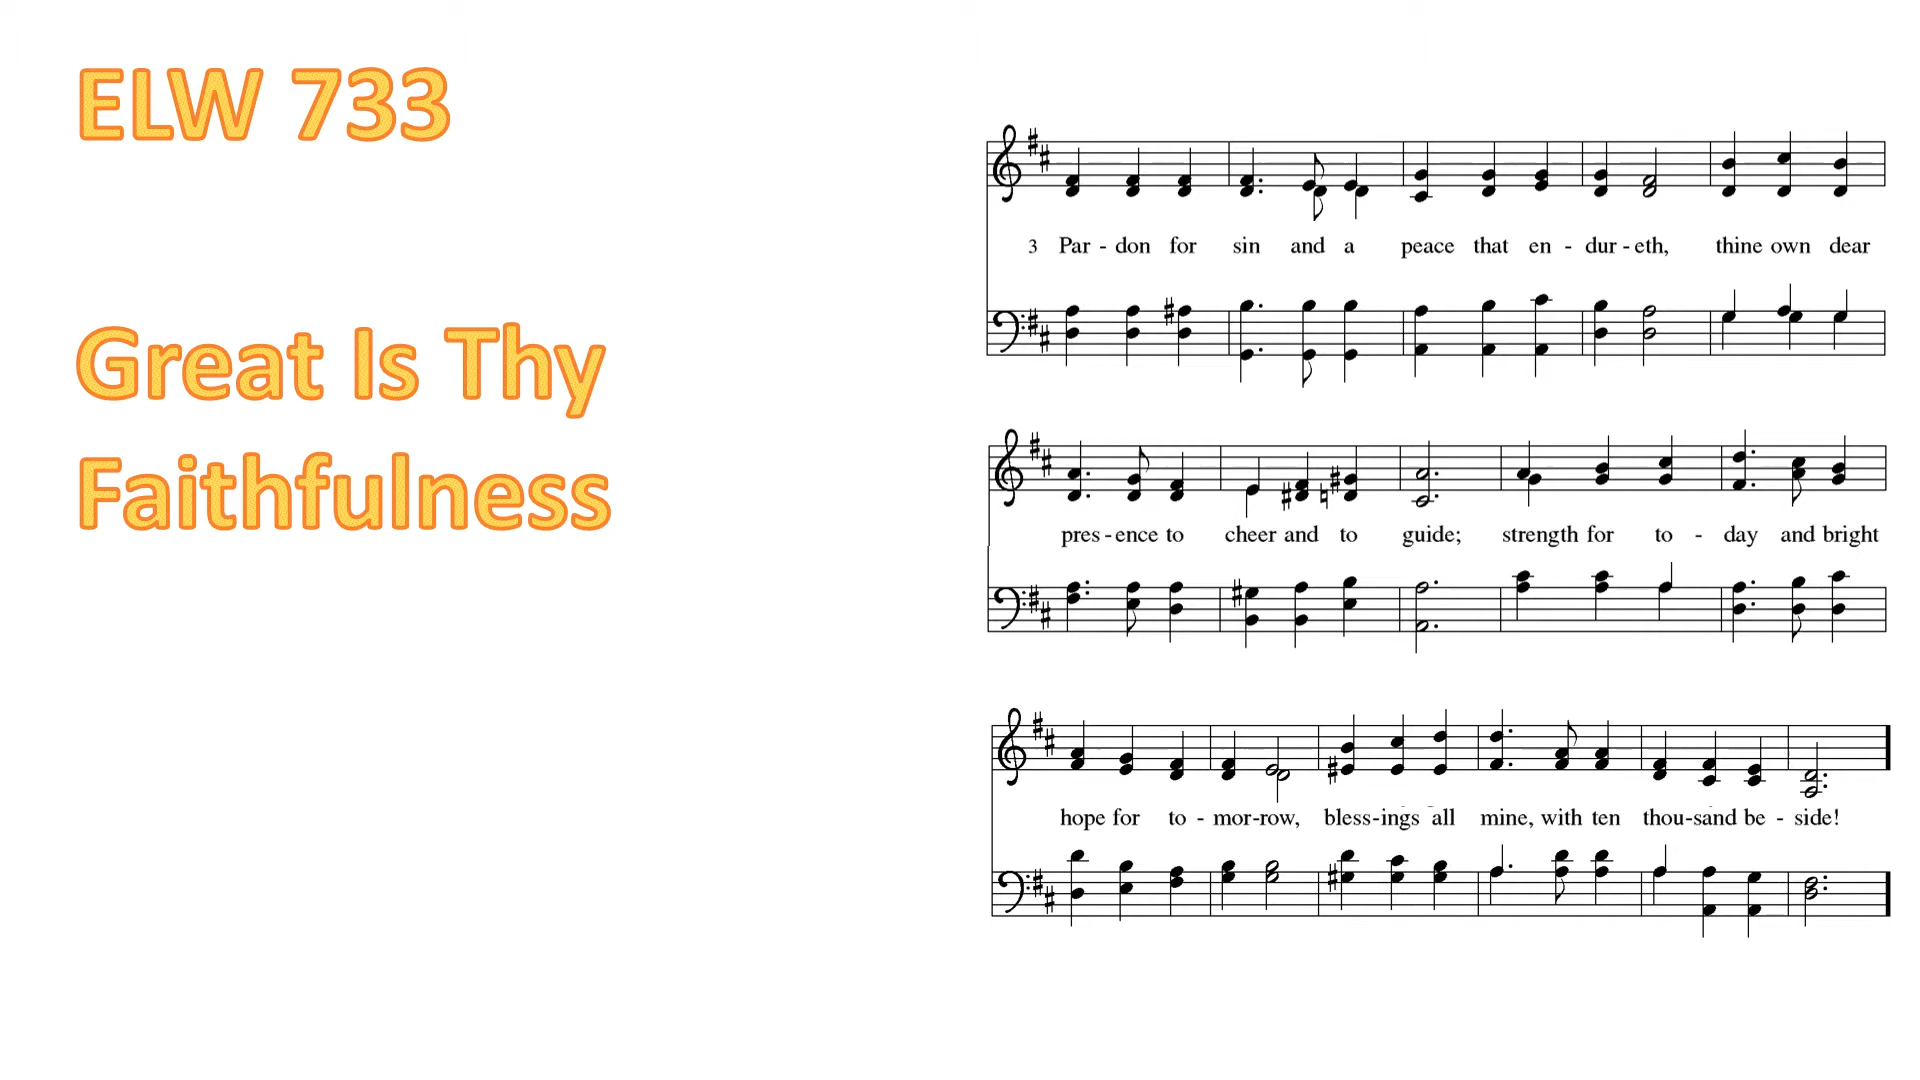 ELW 733
Great Is Thy
Faithfulness
3 Par - don for sin and a peace that en - dur - eth, thine own dear
pres - ence to cheer and to guide; strength for to - day and bright
hope for to - mor - row, bless - ings all mine, with ten thou - sand be - side!